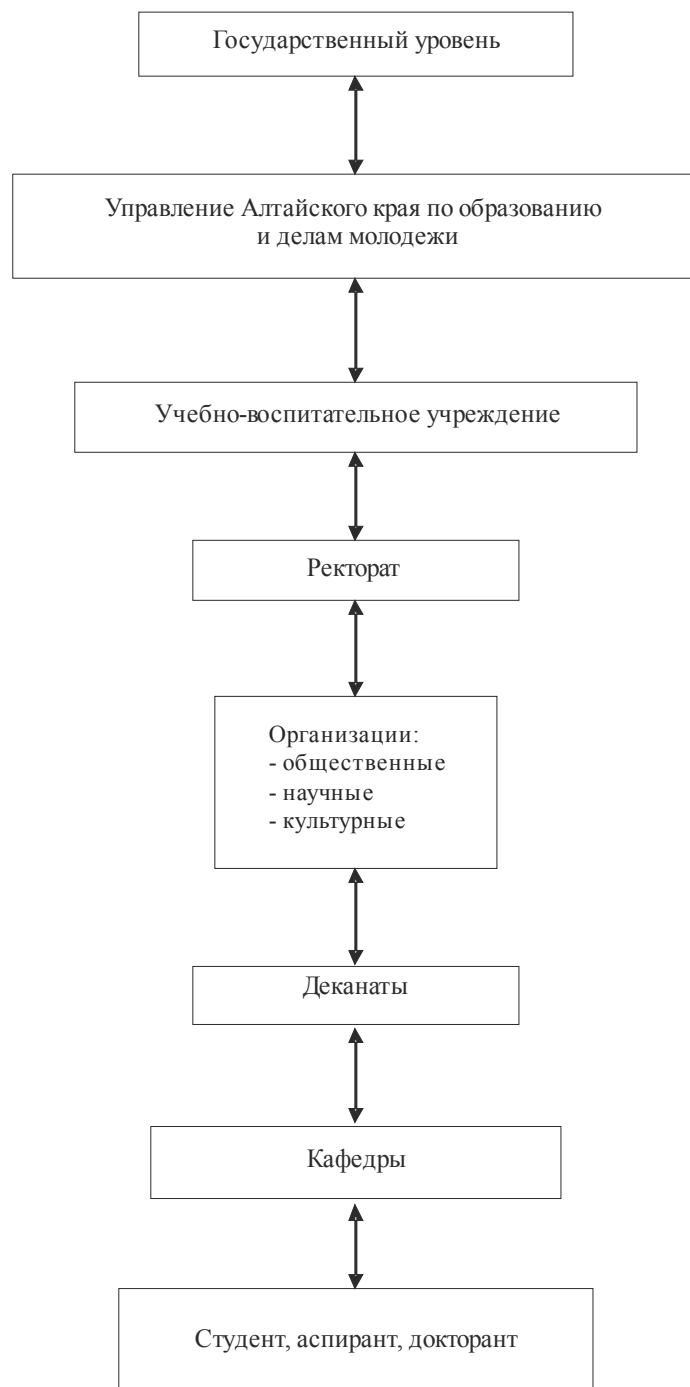 Государственный уровень
Управление Алтайского края по образованию
и делам молодежи
Учебно-воспитательное учреждение
Ректорат
Организации:
- общественные
- научные
- культурные
Деканаты
Кафедры
Студент, аспирант, докторант